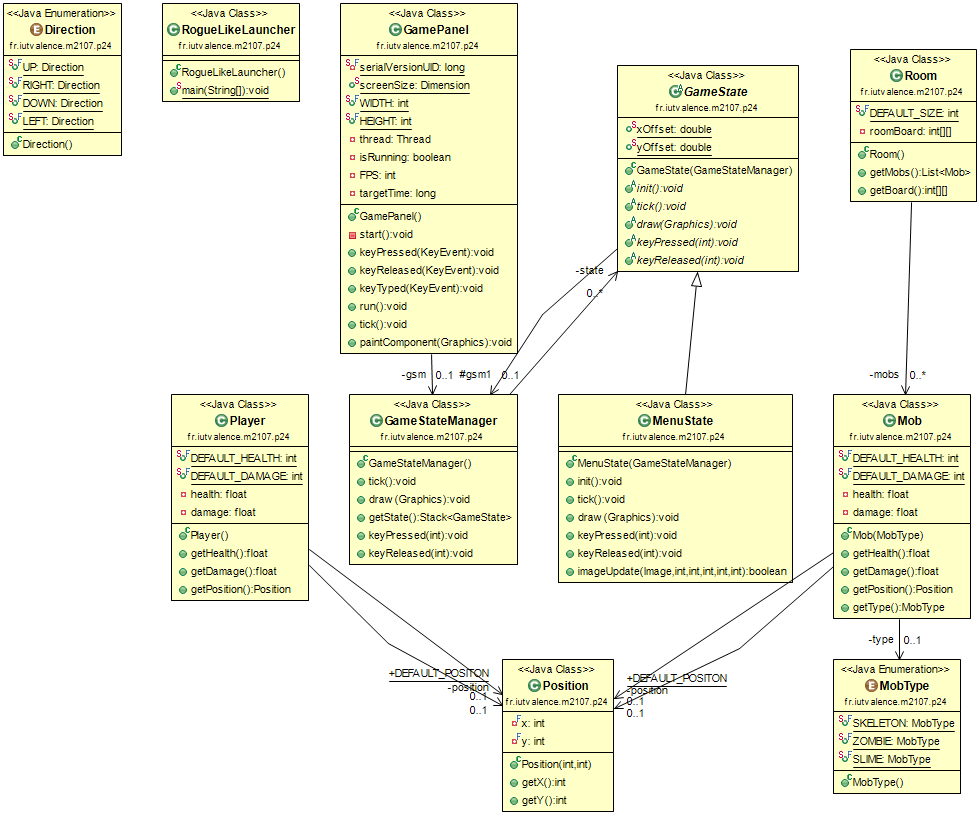 <<Java Enumeration>>
Direction
fr.iutvalence.m2107.p24
UP: Direction
RIGHT: Direction
DOWN: Direction
LEFT: Direction
Direction()
<<Java Class>>
RogueLikeLauncher
fr.iutvalence.m2107.p24
RogueLikeLauncher()
main(String[]):void
<<Java Class>>
GamePanel
fr.iutvalence.m2107.p24
serialVersionUID: long
screenSize: Dimension
WIDTH: int
HEIGHT: int
thread: Thread
isRunning: boolean
FPS: int
targetTime: long
GamePanel()
start():void
keyPressed(KeyEvent):void
keyReleased(KeyEvent):void
keyTyped(KeyEvent):void
run():void
tick():void
paintComponent(Graphics):void
<<Java Class>>
GameState
fr.iutvalence.m2107.p24
xOffset: double
yOffset: double
GameState(GameStateManager)
init():void
tick():void
draw(Graphics):void
keyPressed(int):void
keyReleased(int):void
<<Java Class>>
Room
fr.iutvalence.m2107.p24
DEFAULT_SIZE: int
roomBoard: int[][]
Room()
getMobs():List<Mob>
getBoard():int[][]
-state
0..*
-gsm 0..1
#gsm1 0..1
-mobs 0..*
<<Java Class>>
Player
fr.iutvalence.m2107.p24
DEFAULT_HEALTH: int
DEFAULT_DAMAGE: int
health: float
damage: float
Player()
getHealth():float
getDamage():float
getPosition():Position
<<Java Class>>
GameStateManager
fr.iutvalence.m2107.p24
GameStateManager()
tick():void
draw (Graphics):void
getState():Stack<GameState>
keyPressed(int):void
keyReleased(int):void
<<Java Class>>
MenuState
fr.iutvalence.m2107.p24
MenuState(GameStateManager)
init():void
tick():void
draw (Graphics):void
keyPressed(int):void
keyReleased(int):void
imageUpdate(Image,int,int,int,int,int):boolean
<<Java Class>>
Mob
fr.iutvalence.m2107.p24
DEFAULT_HEALTH: int
DEFAULT_DAMAGE: int
health: float
damage: float
Mob(MobType)
getHealth():float
getDamage():float
getPosition():Position
getType():MobType
-type 0..1
+DEFAULT_POSITON
-position
0..1
0..1
<<Java Class>>
Position
fr.iutvalence.m2107.p24
x: int
y: int
Position(int,int)
getX():int
getY():int
+DEFAULT_POSITON
-position
0..1
0..1
<<Java Enumeration>>
MobType
fr.iutvalence.m2107.p24
SKELETON: MobType
ZOMBIE: MobType
SLIME: MobType
MobType()